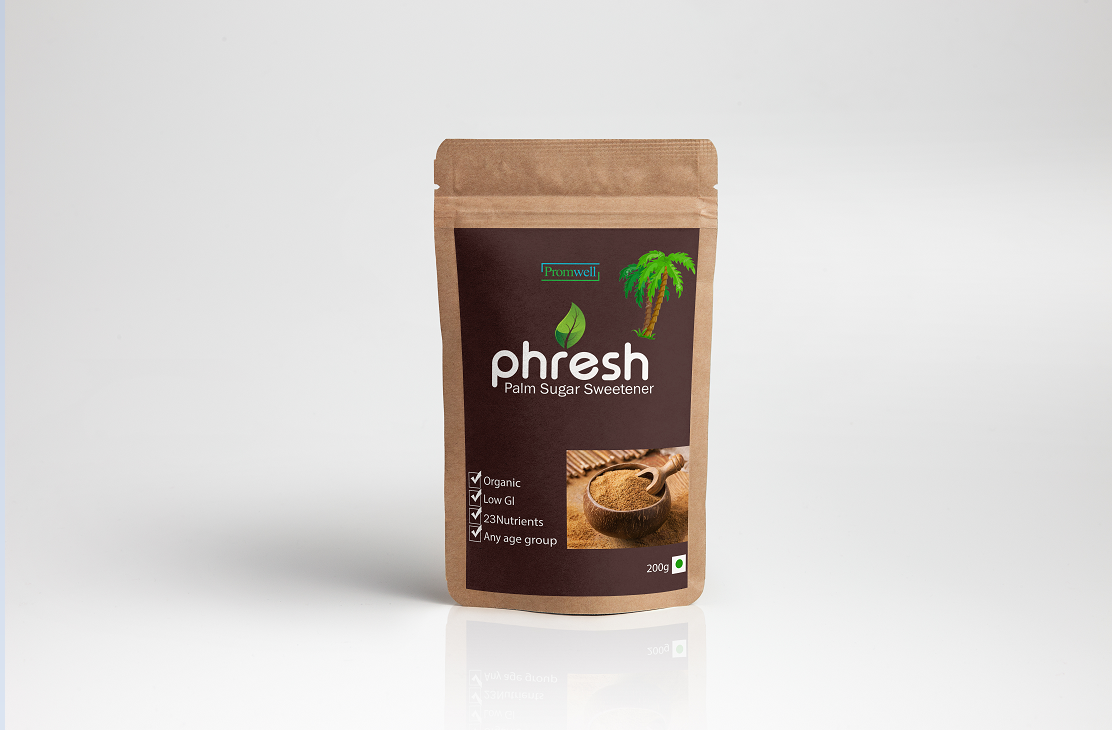 Promwell
phresh
Palm Sugar Sweetener
Organic
Low GI
23Nutrients
Any age group
200g